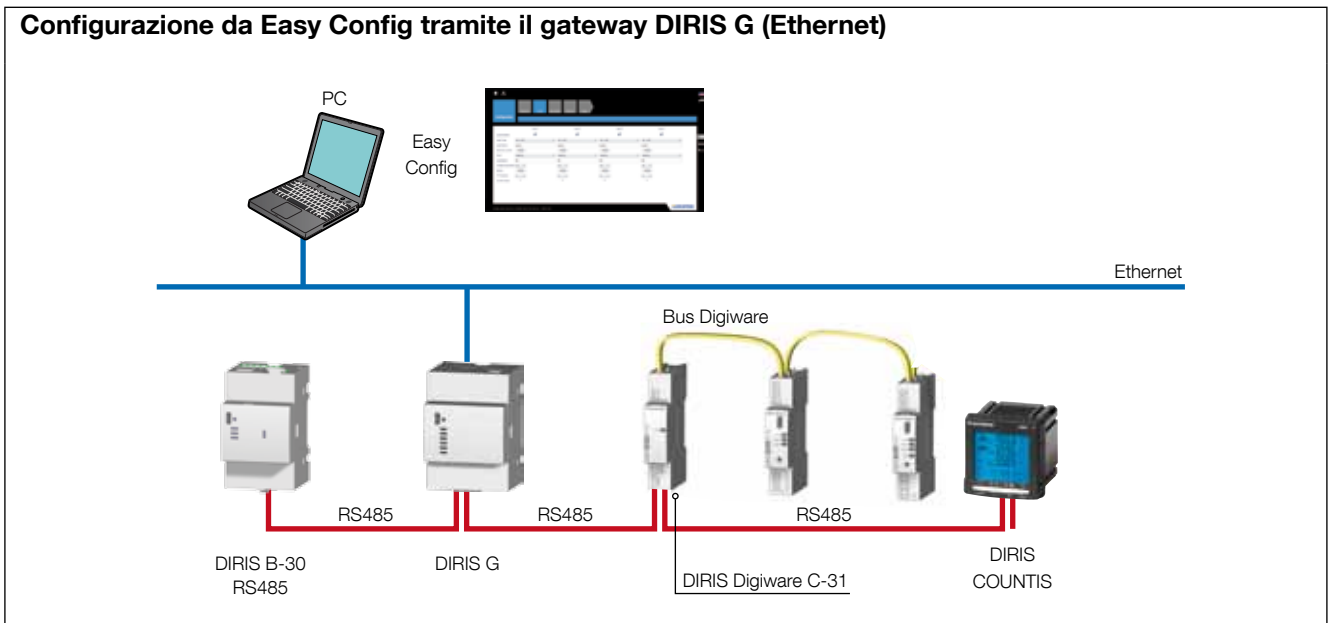 Configurazione da Easy Config tramite il gateway DIRIS G (Ethernet)
PC
Easy
Config
Ethernet
Bus Digiware
RS485
RS485
RS485
DIRIS B-30
RS485
DIRIS G
DIRIS Digiware C-31
DIRIS
COUNTIS